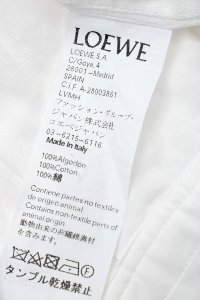 LOEWE
LOEWE S.A.
C/Goya, 4
28001-Madrid
SPAIN
C.I.F A-28003861
LVMH
ファッション・グループ・
ジャパン株式会社
ロエベジャパン
03-6215-6116
Made in Italy
100%Algodon
100%Cotton
100%綿
Contiene partes no textiles
de origen animal
Contains non-textile parts of
animal origin
動物由来の非繊維素材
を含みます。
タンブル乾燥禁止